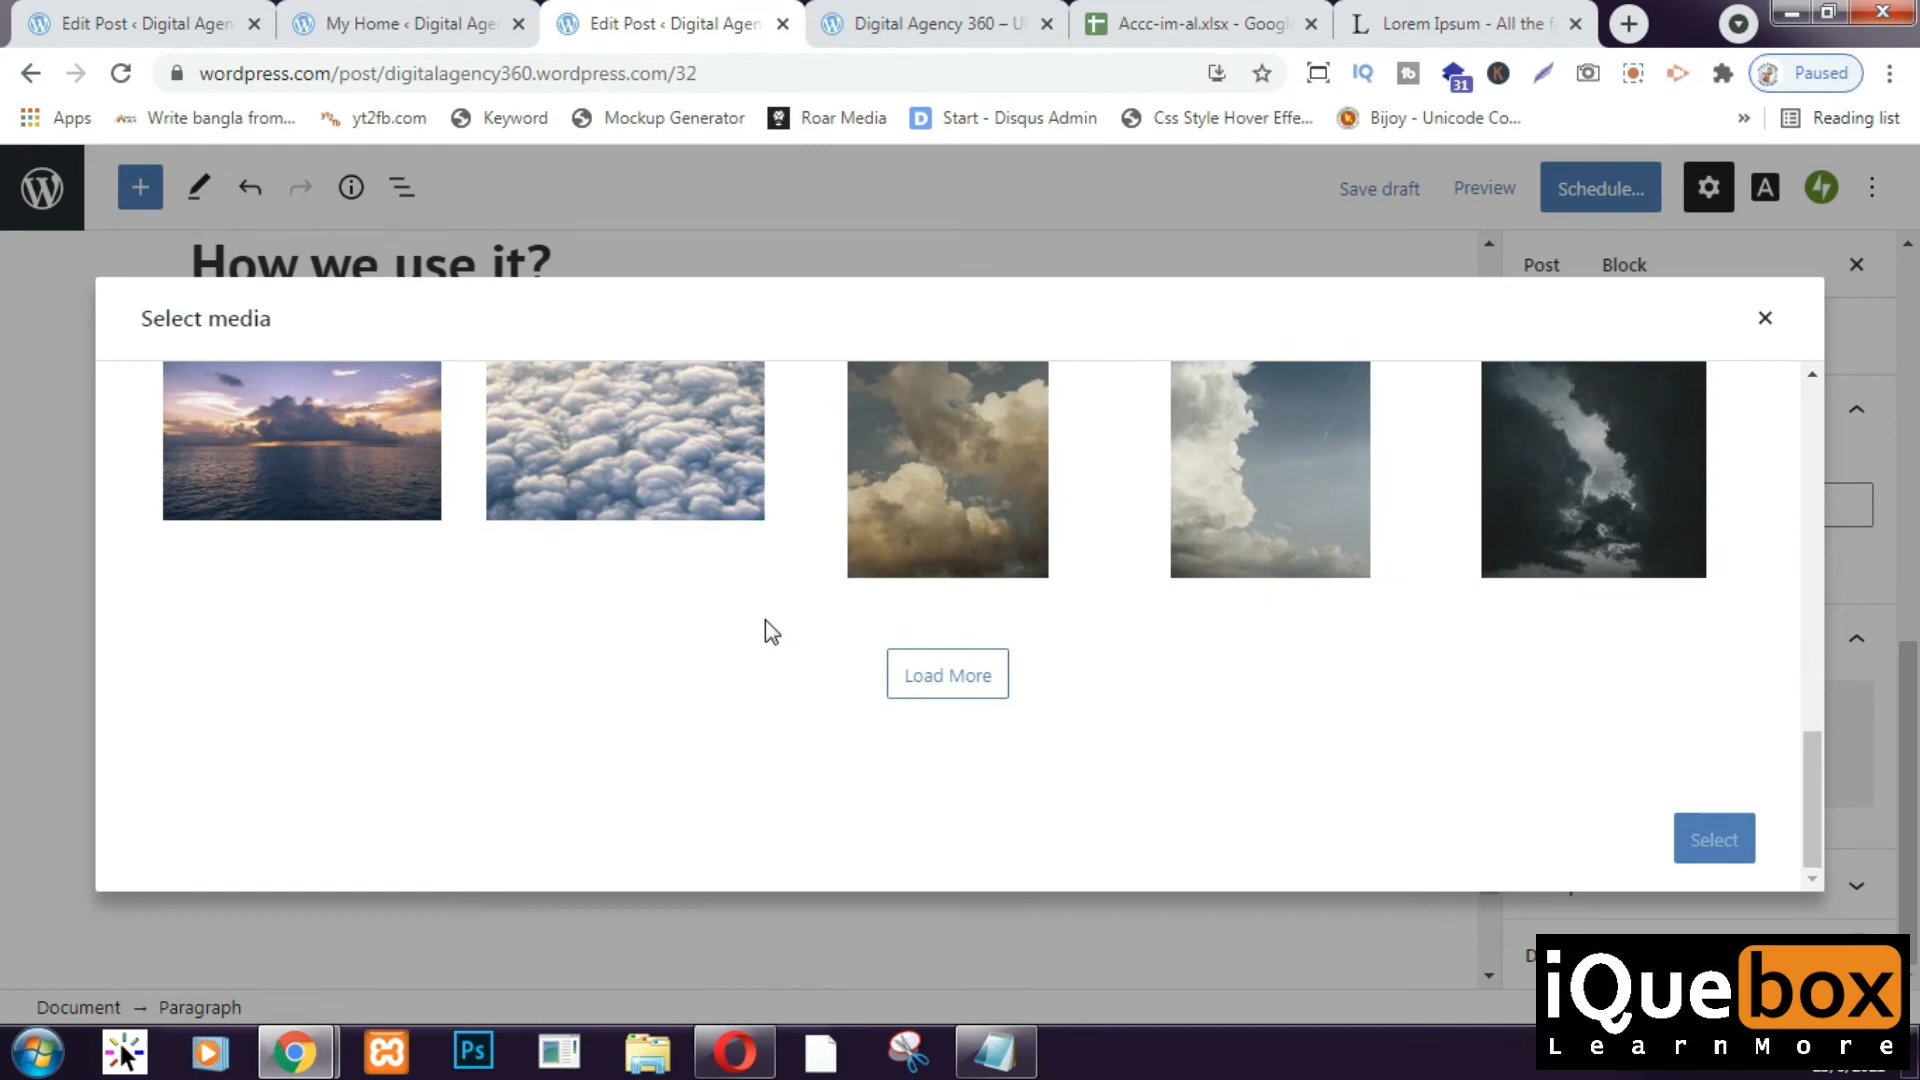 Edit Post ‹ Digital Agen
My Home ‹ Digital Age
Edit Post ‹ Digital Agen
Digital Agency 360 – U
Accc-im-al.xlsx - Googl
Lorem Ipsum - All the f
wordpress.com/post/digitalagency360.wordpress.com/32
31
Paused
Apps
Write bangla from...
yt2fb.com
Keyword
Mockup Generator
Roar Media
Start - Disqus Admin
Css Style Hover Effe...
Bijoy - Unicode Co...
Reading list
Save draft
Preview
Schedule...
How we use it?
Post
Block
Select media
Load More
Select
Document → Paragraph
iQuebox
LearnMore